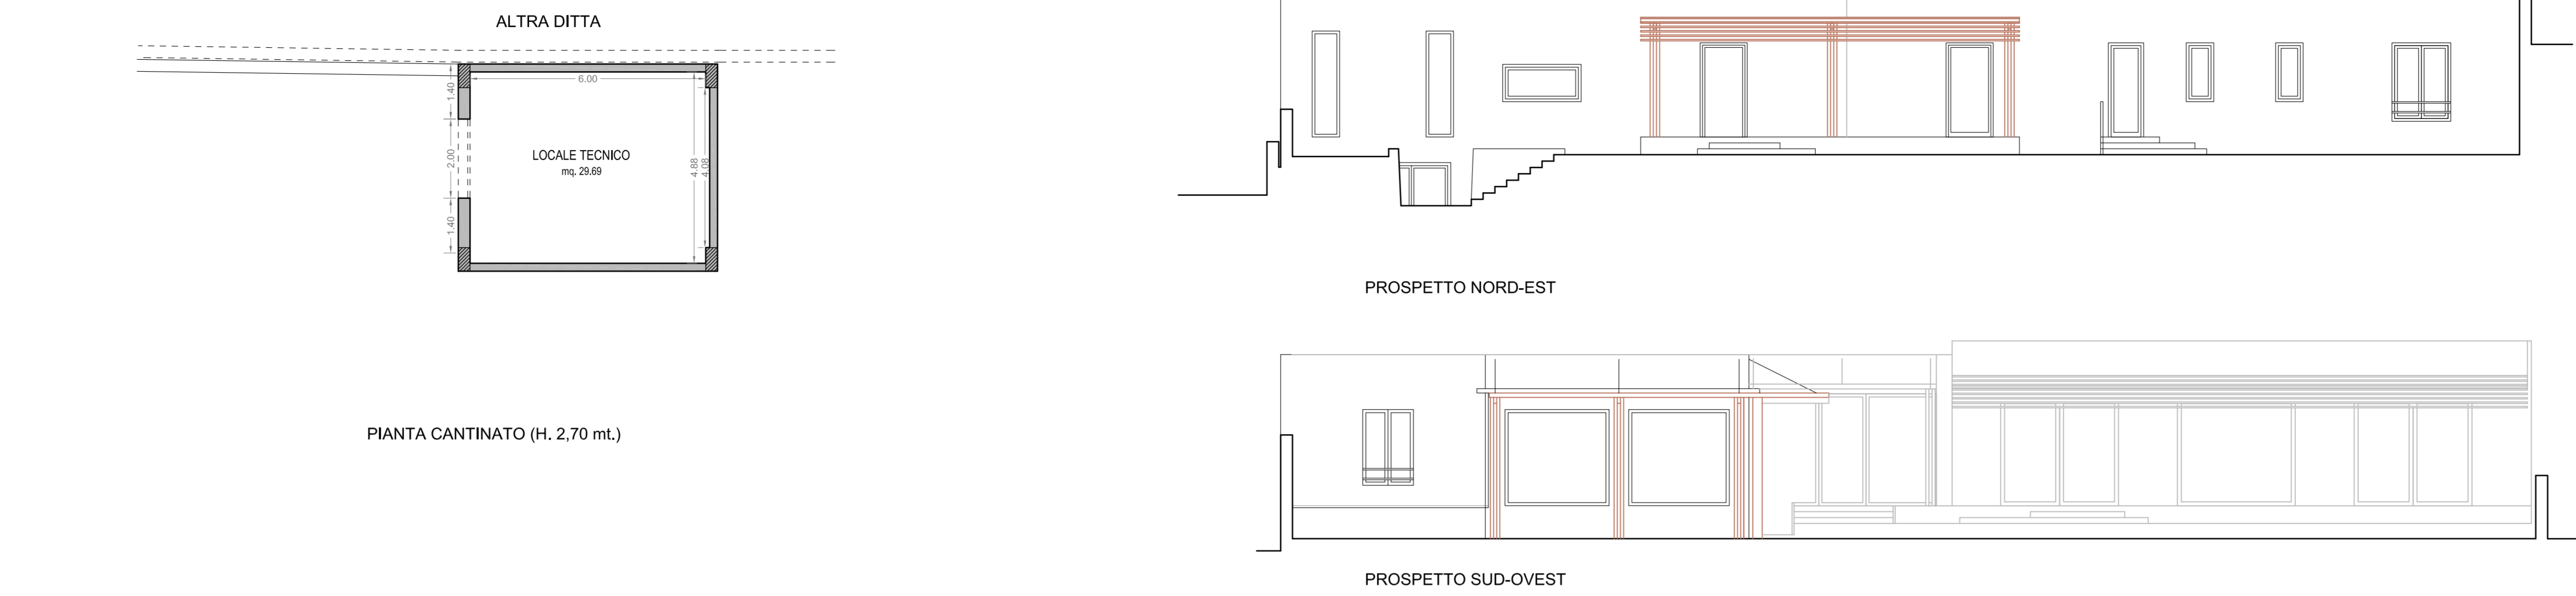 ALTRA DITTA
6.00
1.40
2.00
1.40
4.88
4.08
LOCALE TECNICO
mq. 29.69
PIANTA CANTINATO (H. 2,70 mt.)
PROSPETTO NORD-EST
PROSPETTO SUD-OVEST